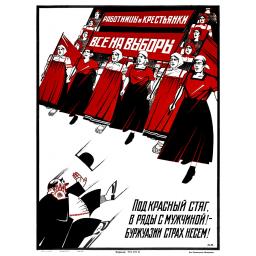 РАБОТНИЦЫ И КРЕСТЬЯНКИ
ВСЕ НА ВЫБОРЫ
ПОД КРАСНЫЙ СТЯГ,
В РЯДЫ С МУЖЧИНОЙ!-
БУРЖУАЗИИ СТРАХ НЕСЕМ!